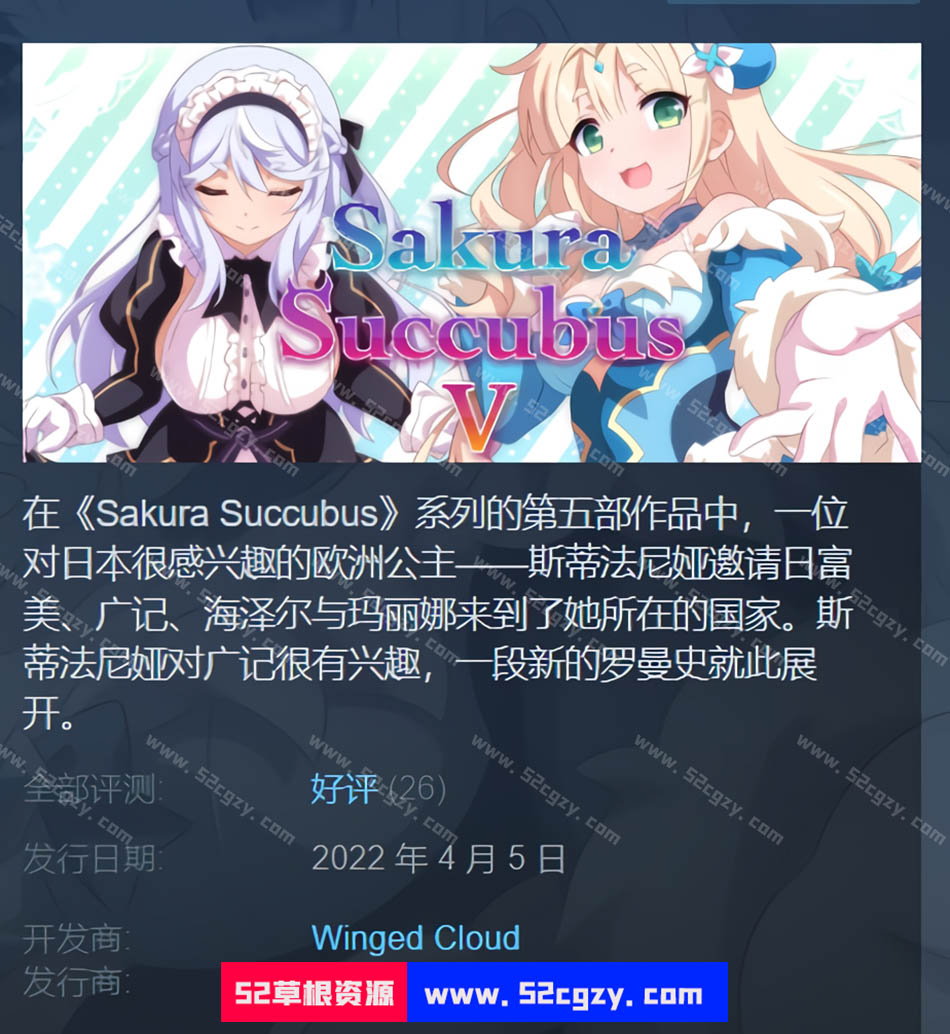 Sakura
Succubus
V
在《Sakura Succubus》系列的第五部作品中，一位
对日本很感兴趣的欧洲公主——斯蒂法尼娅邀请日富
美、广记、海泽尔与玛丽娜来到了她所在的国家。斯
蒂法尼娅对广记很有兴趣，一段新的罗曼史就此展
开。
全部评测: 好评 (26)
发行日期: 2022 年 4 月 5 日
开发商: Winged Cloud
发行商:
52草根资源 www.52cgzy.com